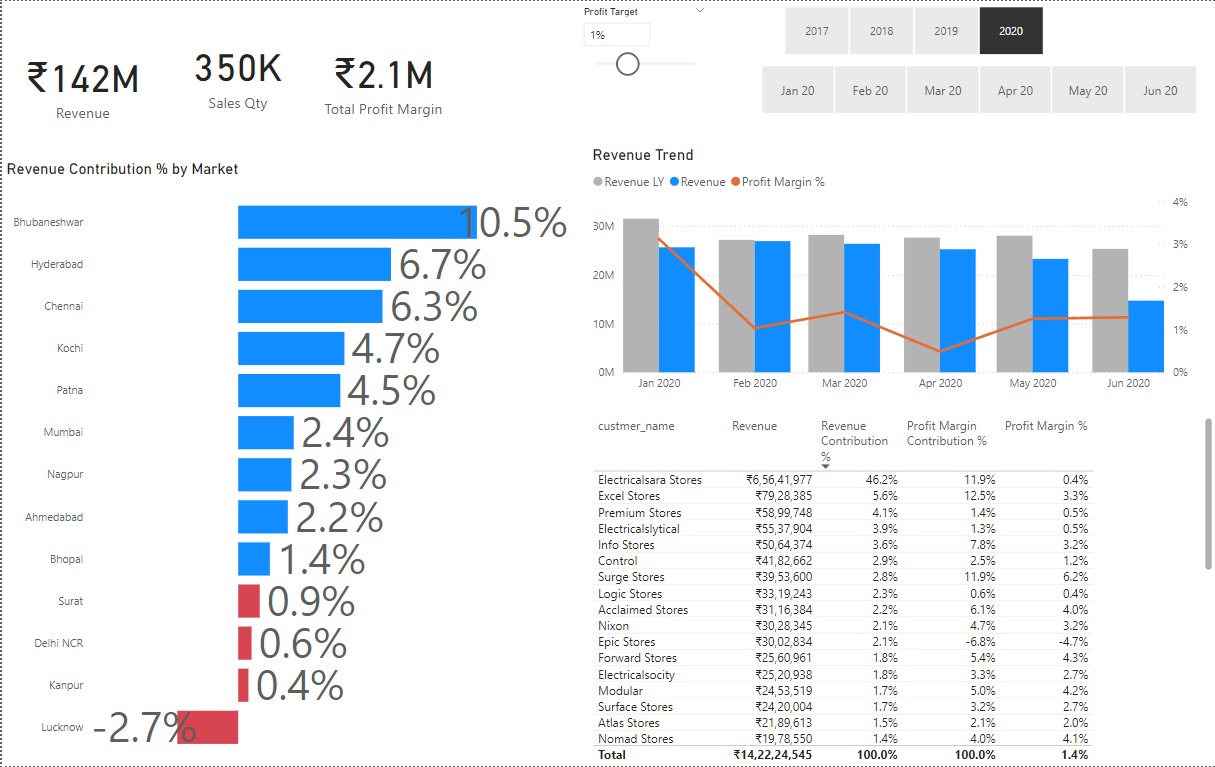 Profit Target
1%
2017 2018 2019 2020
Jan 20 Feb 20 Mar 20 Apr 20 May 20 Jun 20
₹142M
Revenue
350K
Sales Qty
₹2.1M
Total Profit Margin
Revenue Contribution % by Market
Bhubaneshwar 10.5%
Hyderabad 6.7%
Chennai 6.3%
Kochi 4.7%
Patna 4.5%
Mumbai 2.4%
Nagpur 2.3%
Ahmedabad 2.2%
Bhopal 1.4%
Surat 0.9%
Delhi NCR 0.6%
Kanpur 0.4%
Lucknow -2.7%
Revenue Trend
Revenue LY Revenue Profit Margin %
4%
30M 3%
20M 2%
10M 1%
0M 0%
Jan 2020 Feb 2020 Mar 2020 Apr 2020 May 2020 Jun 2020
custmer_name Revenue Revenue Contribution % Profit Margin Contribution % Profit Margin %
Electricalsara Stores ₹6,56,41,977 46.2% 11.9% 0.4%
Excel Stores ₹79,28,385 5.6% 12.5% 3.3%
Premium Stores ₹58,99,748 4.1% 1.4% 0.5%
Electricalslytical ₹55,37,904 3.9% 1.3% 0.5%
Info Stores ₹50,64,374 3.6% 7.8% 3.2%
Control ₹41,82,662 2.9% 2.5% 1.2%
Surge Stores ₹39,53,600 2.8% 11.9% 6.2%
Logic Stores ₹33,19,243 2.3% 0.6% 0.4%
Acclaimed Stores ₹31,16,384 2.2% 6.1% 4.0%
Nixon ₹30,28,345 2.1% 4.7% 3.2%
Epic Stores ₹30,02,834 2.1% -6.8% -4.7%
Forward Stores ₹25,60,961 1.8% 5.4% 4.3%
Electricalsocity ₹25,20,938 1.8% 3.3% 2.7%
Modular ₹24,53,519 1.7% 5.0% 4.2%
Surface Stores ₹24,20,004 1.7% 3.2% 2.7%
Atlas Stores ₹21,89,613 1.5% 2.1% 2.0%
Nomad Stores ₹19,78,550 1.4% 4.0% 4.1%
Total ₹14,22,24,545 100.0% 100.0% 1.4%